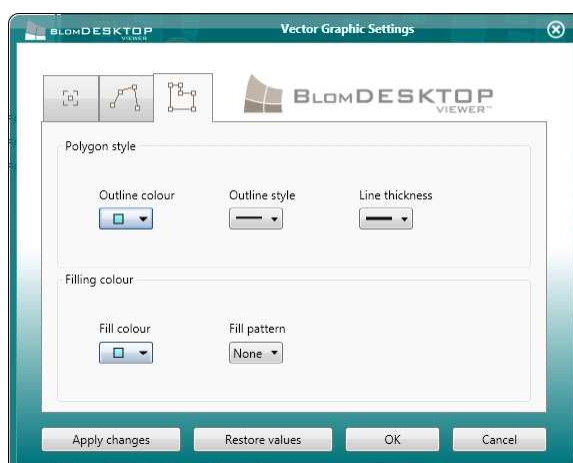 BLOMDESKTOP
VIEWER
Vector Graphic Settings
BLOMDESKTOP
VIEWER™
Polygon style
Outline colour
Outline style
Line thickness
Filling colour
Fill colour
Fill pattern
None
Apply changes
Restore values
OK
Cancel